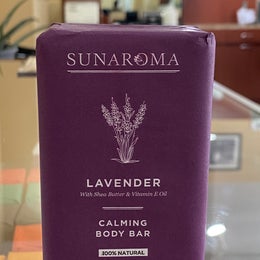 SUNAROMA
LAVENDER
With Shea Butter & Vitamin E Oil
CALMING
BODY BAR
100% NATURAL